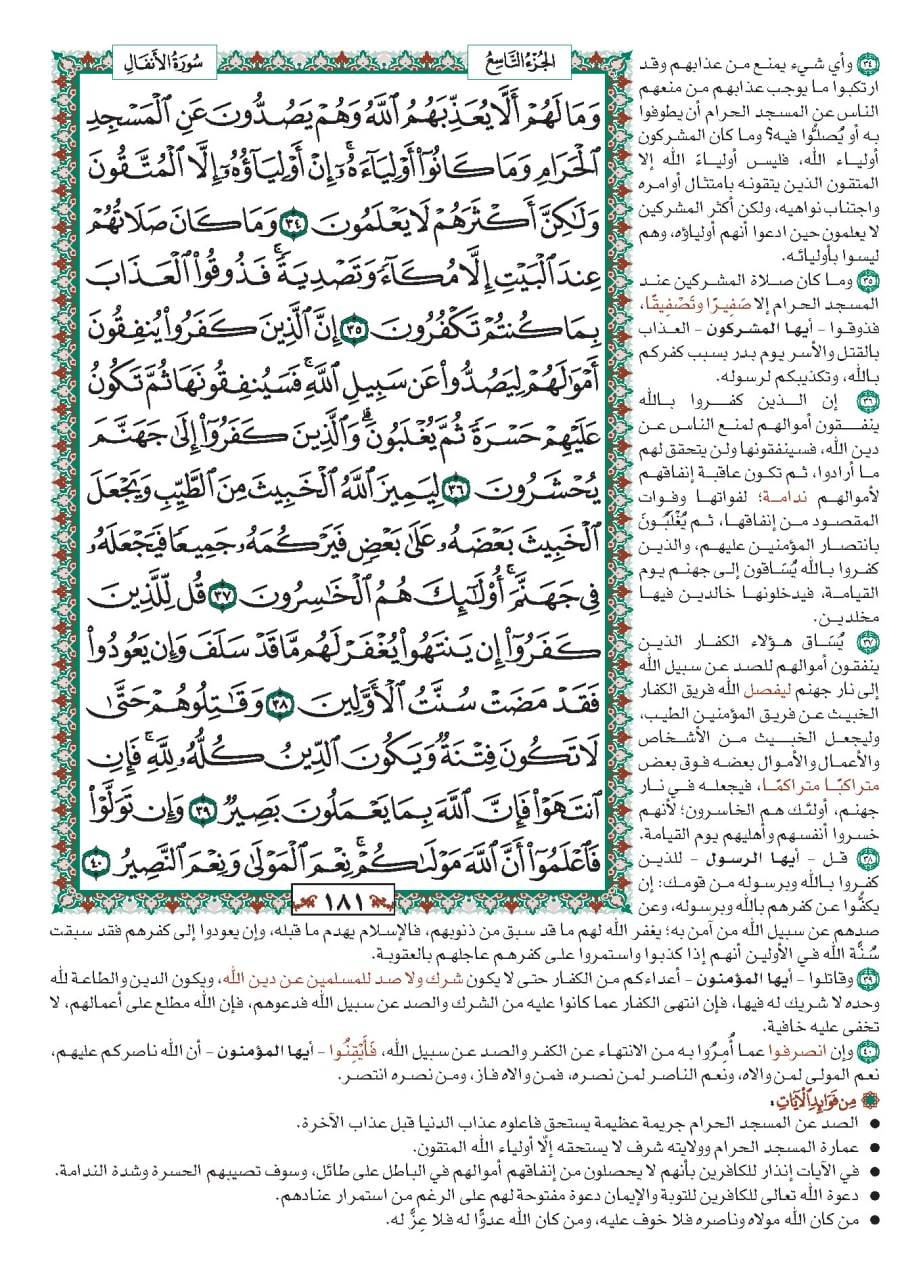 سُورَةُ الأَنفَالِ
الجُزْءُ التَّاسِعُ
وَمَا لَهُمْ أَلَّا يُعَذِّبَهُمُ ٱللَّهُ وَهُمْ يَصُدُّونَ عَنِ ٱلْمَسْجِدِ
ٱلْحَرَامِ وَمَا كَانُوٓاْ أَوْلِيَآءَهُۥٓۚ إِنْ أَوْلِيَآؤُهُۥٓ إِلَّا ٱلْمُتَّقُونَ
وَلَٰكِنَّ أَكْثَرَهُمْ لَا يَعْلَمُونَ ٣٤ وَمَا كَانَ صَلَاتُهُمْ
عِندَ ٱلْبَيْتِ إِلَّا مُكَآءً وَتَصْدِيَةًۚ فَذُوقُواْ ٱلْعَذَابَ
بِمَا كُنتُمْ تَكْفُرُونَ ٣٥ إِنَّ ٱلَّذِينَ كَفَرُواْ يُنفِقُونَ
أَمْوَٰلَهُمْ لِيَصُدُّواْ عَن سَبِيلِ ٱللَّهِۚ فَسَيُنفِقُونَهَا ثُمَّ تَكُونُ
عَلَيْهِمْ حَسْرَةً ثُمَّ يُغْلَبُونَۗ وَٱلَّذِينَ كَفَرُوٓاْ إِلَىٰ جَهَنَّمَ
يُحْشَرُونَ ٣٦ لِيَمِيزَ ٱللَّهُ ٱلْخَبِيثَ مِنَ ٱلطَّيِّبِ وَيَجْعَلَ
ٱلْخَبِيثَ بَعْضَهُۥ عَلَىٰ بَعْضٍ فَيَرْكُمَهُۥ جَمِيعًا فَيَجْعَلَهُۥ
فِي جَهَنَّمَۚ أُوْلَٰٓئِكَ هُمُ ٱلْخَٰسِرُونَ ٣٧ قُل لِّلَّذِينَ
كَفَرُوٓاْ إِن يَنتَهُواْ يُغْفَرْ لَهُم مَّا قَدْ سَلَفَ وَإِن يَعُودُواْ
فَقَدْ مَضَتْ سُنَّتُ ٱلْأَوَّلِينَ ٣٨ وَقَٰتِلُوهُمْ حَتَّىٰ
لَا تَكُونَ فِتْنَةٌ وَيَكُونَ ٱلدِّينُ كُلُّهُۥ لِلَّهِۚ فَإِنِ
ٱنتَهَوْاْ فَإِنَّ ٱللَّهَ بِمَا يَعْمَلُونَ بَصِيرٌ ٣٩ وَإِن تَوَلَّوْاْ
فَٱعْلَمُوٓاْ أَنَّ ٱللَّهَ مَوْلَىٰكُمْۚ نِعْمَ ٱلْمَوْلَىٰ وَنِعْمَ ٱلنَّصِيرُ ٤٠
١٨١
٣٤ وأي شيء يمنع من عذابهم وقد
ارتكبوا ما يوجب عذابهم من منعهم
الناس عن المسجد الحرام أن يطوفوا
به أو يُصلُّوا فيه؟ وما كان المشركون
أولياء الله، فليس أولياءَ الله إلا
المتقون الذين يتقونه بامتثال أوامره
واجتناب نواهيه، ولكن أكثر المشركين
لا يعلمون حين ادعوا أنهم أولياؤه، وهم
ليسوا بأوليائه.
٣٥ وما كان صلاة المشركين عند
المسجد الحرام إلا صَفِيرًا وتَصْفِيقًا،
فذوقوا - أيها المشركون - العذاب
بالقتل والأسر يوم بدر بسبب كفركم
بالله، وتكذيبكم لرسوله.
٣٦ إن الذين كفروا بالله
ينفقون أموالهم لمنع الناس عن
دين الله، فسينفقونها ولن يتحقق لهم
ما أرادوا، ثم تكون عاقبة إنفاقهم
لأموالهم ندامة؛ لفواتها وفوات
المقصود من إنفاقها، ثم يُغْلَبُونَ
بانتصار المؤمنين عليهم، والذين
كفروا بالله يُسَاقون إلى جهنم يوم
القيامة، فيدخلونها خالدين فيها
مخلدين.
٣٧ يُسَاق هؤلاء الكفار الذين
ينفقون أموالهم للصد عن سبيل الله
إلى نار جهنم ليفصل الله فريق الكفار
الخبيث عن فريق المؤمنين الطيب،
وليجعل الخبيث من الأشخاص
والأعمال والأموال بعضه فوق بعض
متراكبًا متراكمًا، فيجعله في نار
جهنم، أولئك هم الخاسرون؛ لأنهم
خسروا أنفسهم وأهليهم يوم القيامة.
٣٨ قل - أيها الرسول - للذين
كفروا بالله وبرسوله من قومك: إن
يكفُّوا عن كفرهم بالله وبرسوله، وعن
صدهم عن سبيل الله من آمن به؛ يغفر الله لهم ما قد سبق من ذنوبهم، فالإسلام يهدم ما قبله، وإن يعودوا إلى كفرهم فقد سبقت
سُنَّة الله في الأولين أنهم إذا كذبوا واستمروا على كفرهم عاجلهم بالعقوبة.
٣٩ وقاتلوا - أيها المؤمنون - أعداءكم من الكفار حتى لا يكون شرك ولا صد للمسلمين عن دين الله، ويكون الدين والطاعة لله
وحده لا شريك له فيها، فإن انتهى الكفار عما كانوا عليه من الشرك والصد عن سبيل الله فدعوهم، فإن الله مطلع على أعمالهم، لا
تخفى عليه خافية.
٤٠ وإن انصرفوا عما أُمِرُوا به من الانتهاء عن الكفر والصد عن سبيل الله، فَأَيْقِنُوا - أيها المؤمنون - أن الله ناصركم عليهم،
نعم المولى لمن والاه، ونعم الناصر لمن نصره، فمن والاه فاز، ومن نصره انتصر.
مِن فَوَائِدِ الآيَاتِ:
● الصد عن المسجد الحرام جريمة عظيمة يستحق فاعلوه عذاب الدنيا قبل عذاب الآخرة.
● عمارة المسجد الحرام وولايته شرف لا يستحقه إلّا أولياء الله المتقون.
● في الآيات إنذار للكافرين بأنهم لا يحصلون من إنفاقهم أموالهم في الباطل على طائل، وسوف تصيبهم الحسرة وشدة الندامة.
● دعوة الله تعالى للكافرين للتوبة والإيمان دعوة مفتوحة لهم على الرغم من استمرار عنادهم.
● من كان الله مولاه وناصره فلا خوف عليه، ومن كان الله عدوًّا له فلا عِزَّ له.